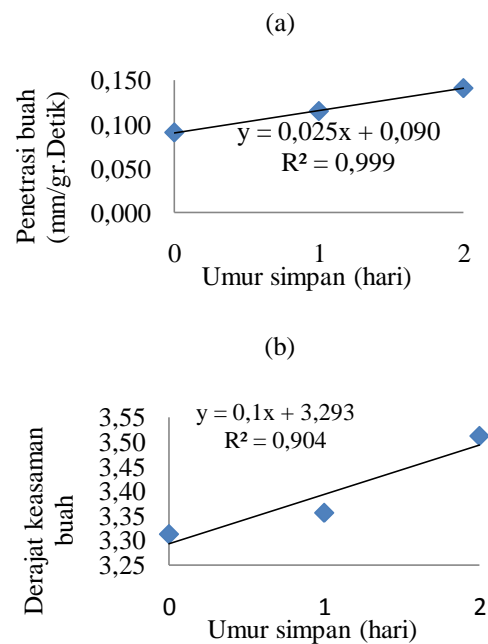 (a)
Penetrasi buah
(mm/gr.Detik)
0,150
0,100
0,050
0,000
y = 0,025x + 0,090
R² = 0,999
0 1 2
Umur simpan (hari)
(b)
Derajat keasaman
buah
3,55
3,50
3,45
3,40
3,35
3,30
3,25
y = 0,1x + 3,293
R² = 0,904
0 1 2
Umur simpan (hari)